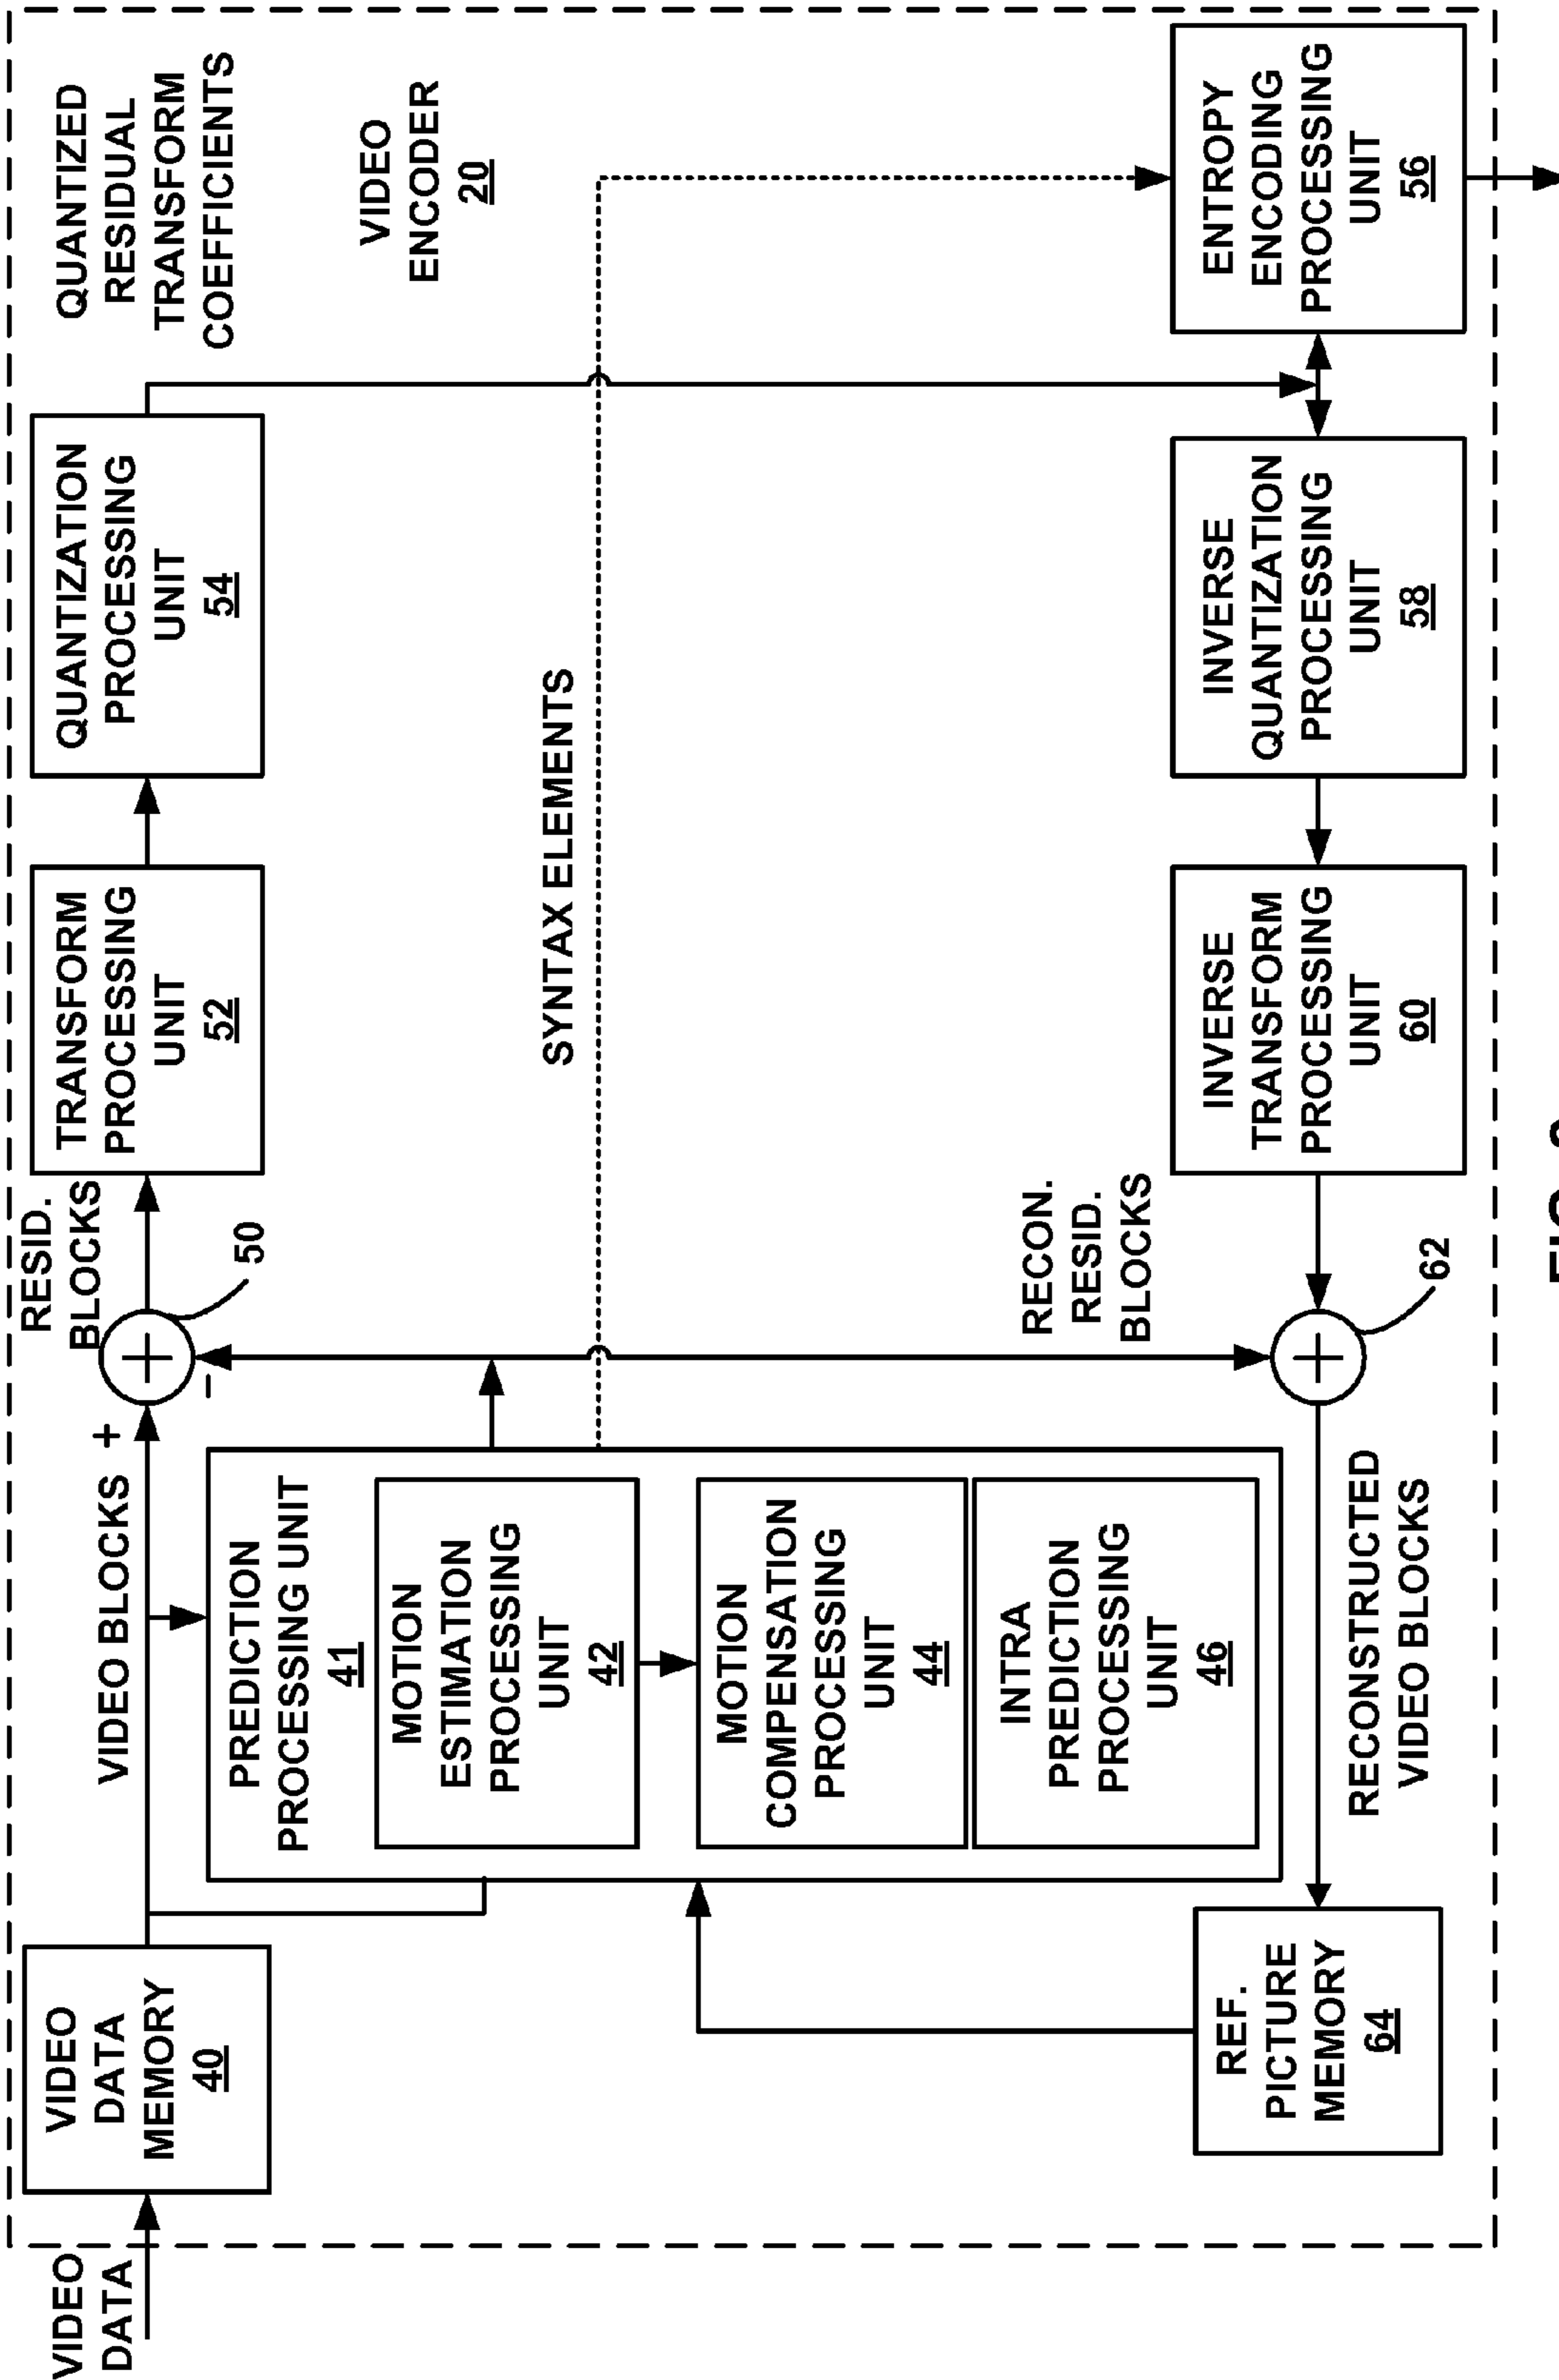 VIDEO
DATA
VIDEO
DATA
MEMORY
40
VIDEO BLOCKS
+
-
RESID.
BLOCKS
50
TRANSFORM
PROCESSING
UNIT
52
QUANTIZATION
PROCESSING
UNIT
54
QUANTIZED
RESIDUAL
TRANSFORM
COEFFICIENTS
VIDEO
ENCODER
20
PREDICTION
PROCESSING UNIT
41
MOTION
ESTIMATION
PROCESSING
UNIT
42
MOTION
COMPENSATION
PROCESSING
UNIT
44
INTRA
PREDICTION
PROCESSING
UNIT
46
SYNTAX ELEMENTS
RECON.
RESID.
BLOCKS
REF.
PICTURE
MEMORY
64
RECONSTRUCTED
VIDEO BLOCKS
62
INVERSE
TRANSFORM
PROCESSING
UNIT
60
INVERSE
QUANTIZATION
PROCESSING
UNIT
58
ENTROPY
ENCODING
PROCESSING
UNIT
56